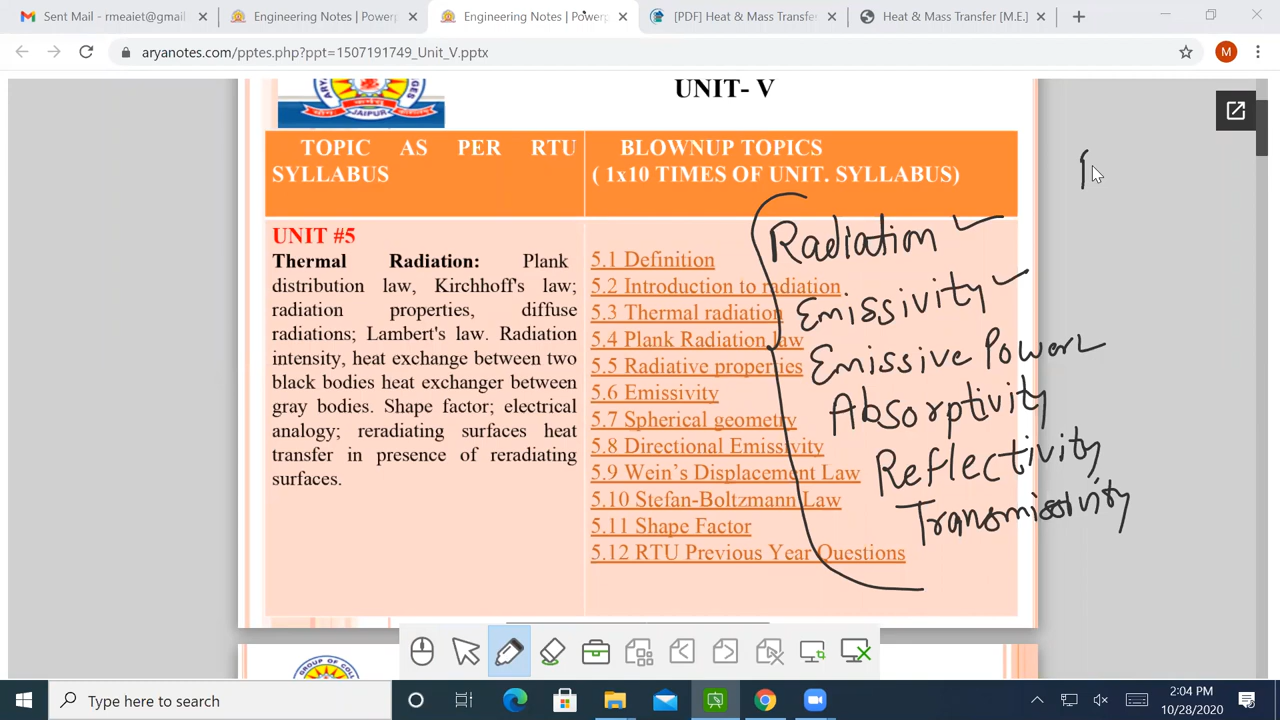 Sent Mail - rmeaiet@gmail
Engineering Notes | Powerp
Engineering Notes | Powerp
[PDF] Heat & Mass Transfer
Heat & Mass Transfer [M.E.]
aryanotes.com/pptes.php?ppt=1507191749_Unit_V.pptx
M
JAIPUR
UNIT- V
TOPIC AS PER RTU
SYLLABUS
BLOWNUP TOPICS
( 1x10 TIMES OF UNIT. SYLLABUS)
UNIT #5
Thermal Radiation: Plank
distribution law, Kirchhoff's law;
radiation properties, diffuse
radiations; Lambert's law. Radiation
intensity, heat exchange between two
black bodies heat exchanger between
gray bodies. Shape factor; electrical
analogy; reradiating surfaces heat
transfer in presence of reradiating
surfaces.
5.1 Definition
5.2 Introduction to radiation
5.3 Thermal radiation
5.4 Plank Radiation law
5.5 Radiative properties
5.6 Emissivity
5.7 Spherical geometry
5.8 Directional Emissivity
5.9 Wein's Displacement Law
5.10 Stefan-Boltzmann Law
5.11 Shape Factor
5.12 RTU Previous Year Questions
Radiation
Emissivity
Emissive Power
Absorptivity
Reflectivity
Transmissivity
GROUP OF
Type here to search
2:04 PM
10/28/2020